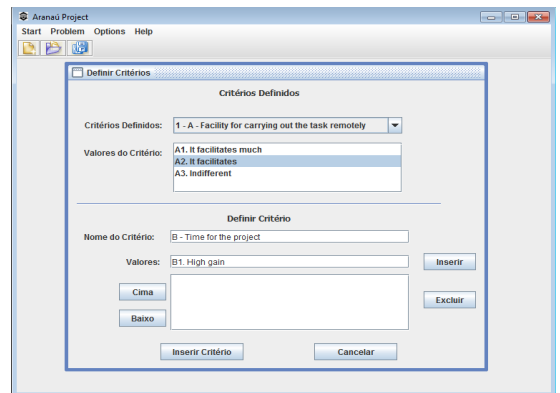 Aranaú Project
Start Problem Options Help
Definir Critérios
Critérios Definidos
Critérios Definidos: 1 - A - Facility for carrying out the task remotely
Valores do Critério: A1. It facilitates much
A2. It facilitates
A3. Indifferent
Definir Critério
Nome do Critério: B - Time for the project
Valores: B1. High gain Inserir
Cima
Excluir
Baixo
Inserir Critério Cancelar